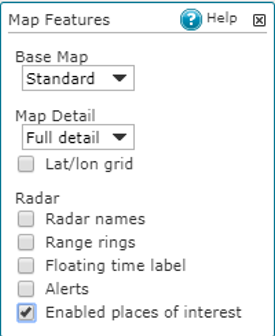 Map Features ? Help
Base Map
Standard
Map Detail
Full detail
Lat/lon grid
Radar
Radar names
Range rings
Floating time label
Alerts
Enabled places of interest